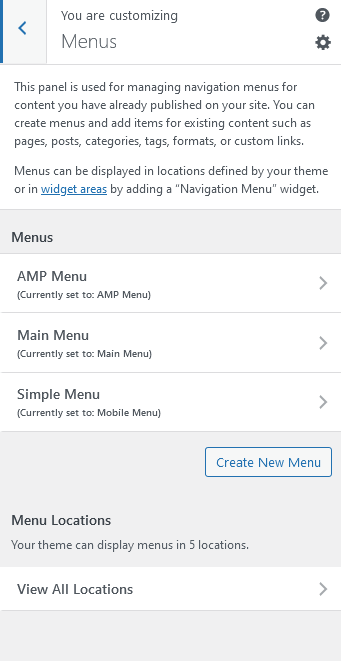 You are customizing
Menus
This panel is used for managing navigation menus for
content you have already published on your site. You can
create menus and add items for existing content such as
pages, posts, categories, tags, formats, or custom links.
Menus can be displayed in locations defined by your theme
or in widget areas by adding a “Navigation Menu” widget.
Menus
AMP Menu
(Currently set to: AMP Menu)
Main Menu
(Currently set to: Main Menu)
Simple Menu
(Currently set to: Mobile Menu)
Create New Menu
Menu Locations
Your theme can display menus in 5 locations.
View All Locations